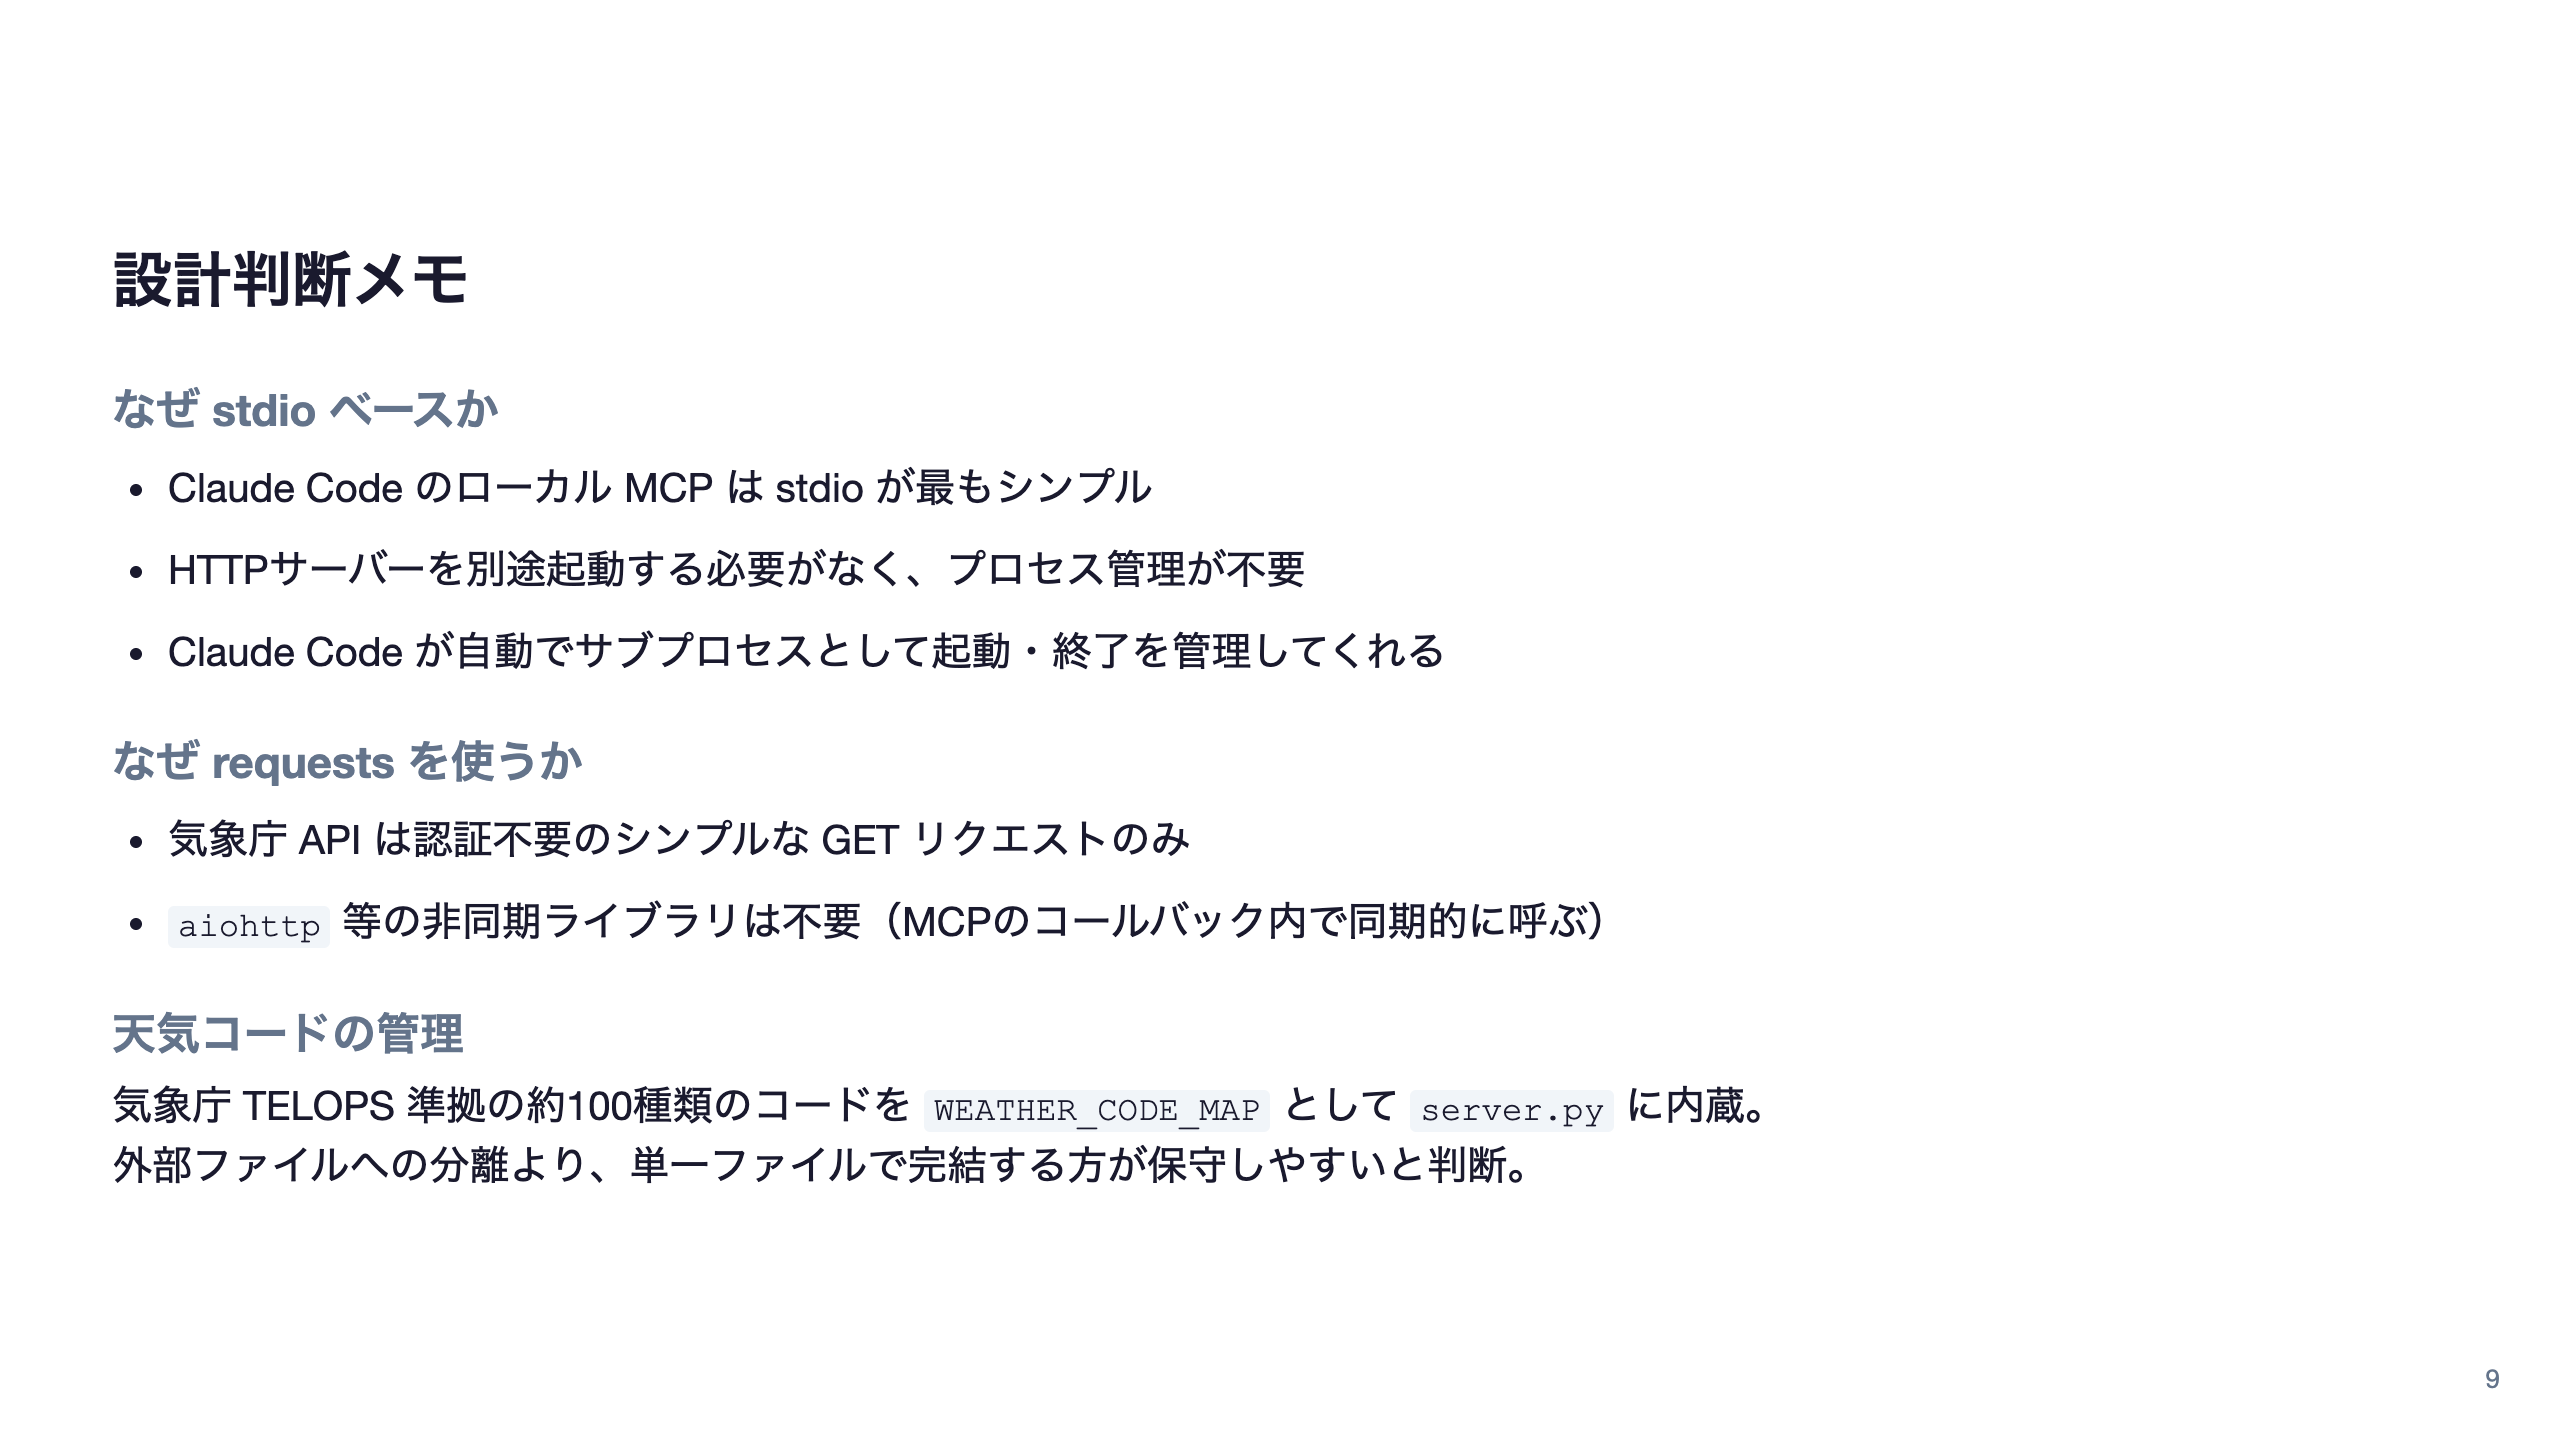 設計判断メモ
なぜ stdio ベースか
• Claude Code のローカル MCP は stdio が最もシンプル
• HTTPサーバーを別途起動する必要がなく、プロセス管理が不要
• Claude Code が自動でサブプロセスとして起動・終了を管理してくれる
なぜ requests を使うか
• 気象庁 API は認証不要のシンプルな GET リクエストのみ
• aiohttp 等の非同期ライブラリは不要（MCPのコールバック内で同期的に呼ぶ）
天気コードの管理
気象庁 TELOPS 準拠の約100種類のコードを WEATHER_CODE_MAP として server.py に内蔵。
外部ファイルへの分離より、単一ファイルで完結する方が保守しやすいと判断。
9